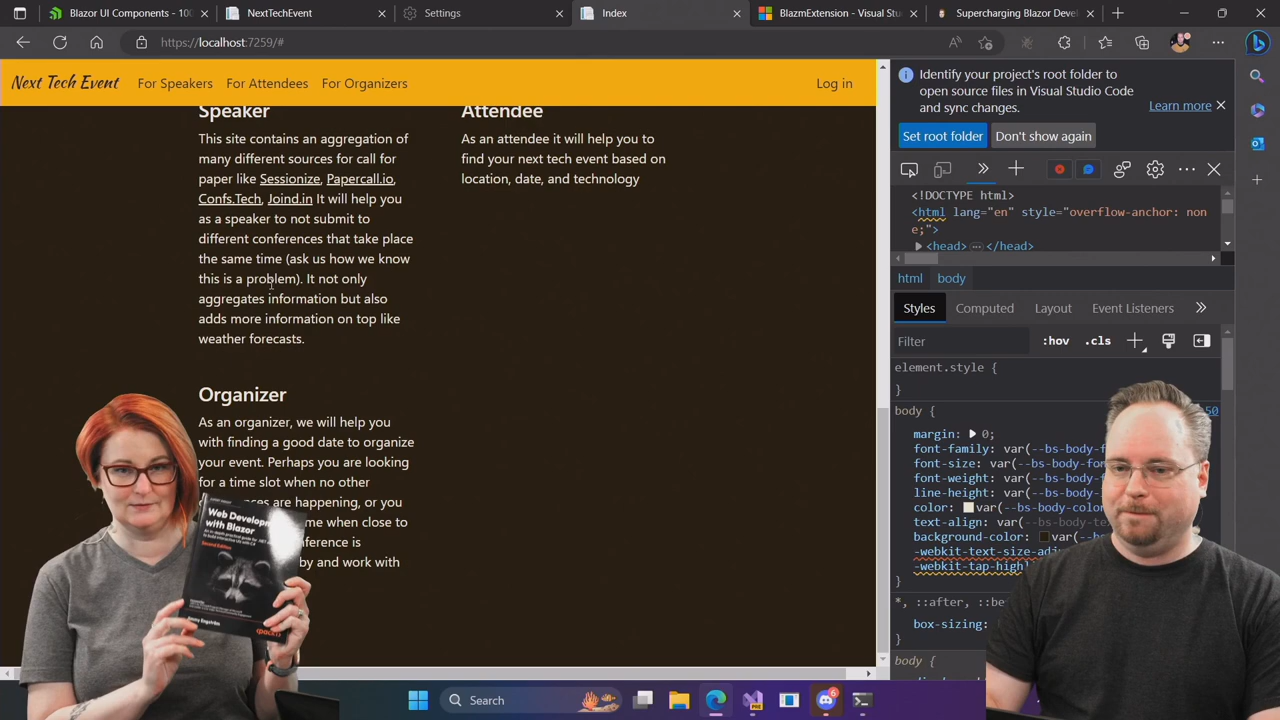 Blazor UI Components - 100
NextTechEvent
Settings
Index
BlazmExtension - Visual Stu
Supercharging Blazor Devel
https://localhost:7259/#
Next Tech Event
For Speakers
For Attendees
For Organizers
Log in
Speaker
This site contains an aggregation of
many different sources for call for
paper like Sessionize, Papercall.io,
Confs.Tech, Joind.in It will help you
as a speaker to not submit to
different conferences that take place
the same time (ask us how we know
this is a problem). It not only
aggregates information but also
adds more information on top like
weather forecasts.
Attendee
As an attendee it will help you to
find your next tech event based on
location, date, and technology
Organizer
As an organizer, we will help you
with finding a good date to organize
your event. Perhaps you are looking
for a time slot when no other
are happening, or you
me when close to
ference is
by and work with
Web Developm
with Blazor
Second Edition
Jimmy Engström
<packt>
Identify your project's root folder to
open source files in Visual Studio Code
and sync changes.
Learn more
Set root folder
Don't show again
<!DOCTYPE html>
<html lang="en" style="overflow-anchor: non
e;">
<head> … </head>
html
body
Styles
Computed
Layout
Event Listeners
Filter
:hov
.cls
element.style {
}
body {
50
margin: 0;
font-family: var(--bs-body-f
font-size: var(--bs-body-fo
font-weight: var(--bs-body-
line-height: var(--bs-body-
color: var(--bs-body-colo
text-align: var(--bs-body-te
background-color: var(--b
-webkit-text-size-adj
-webkit-tap-highl
}
*, ::after, ::be
box-sizing:
}
body {
Search
6